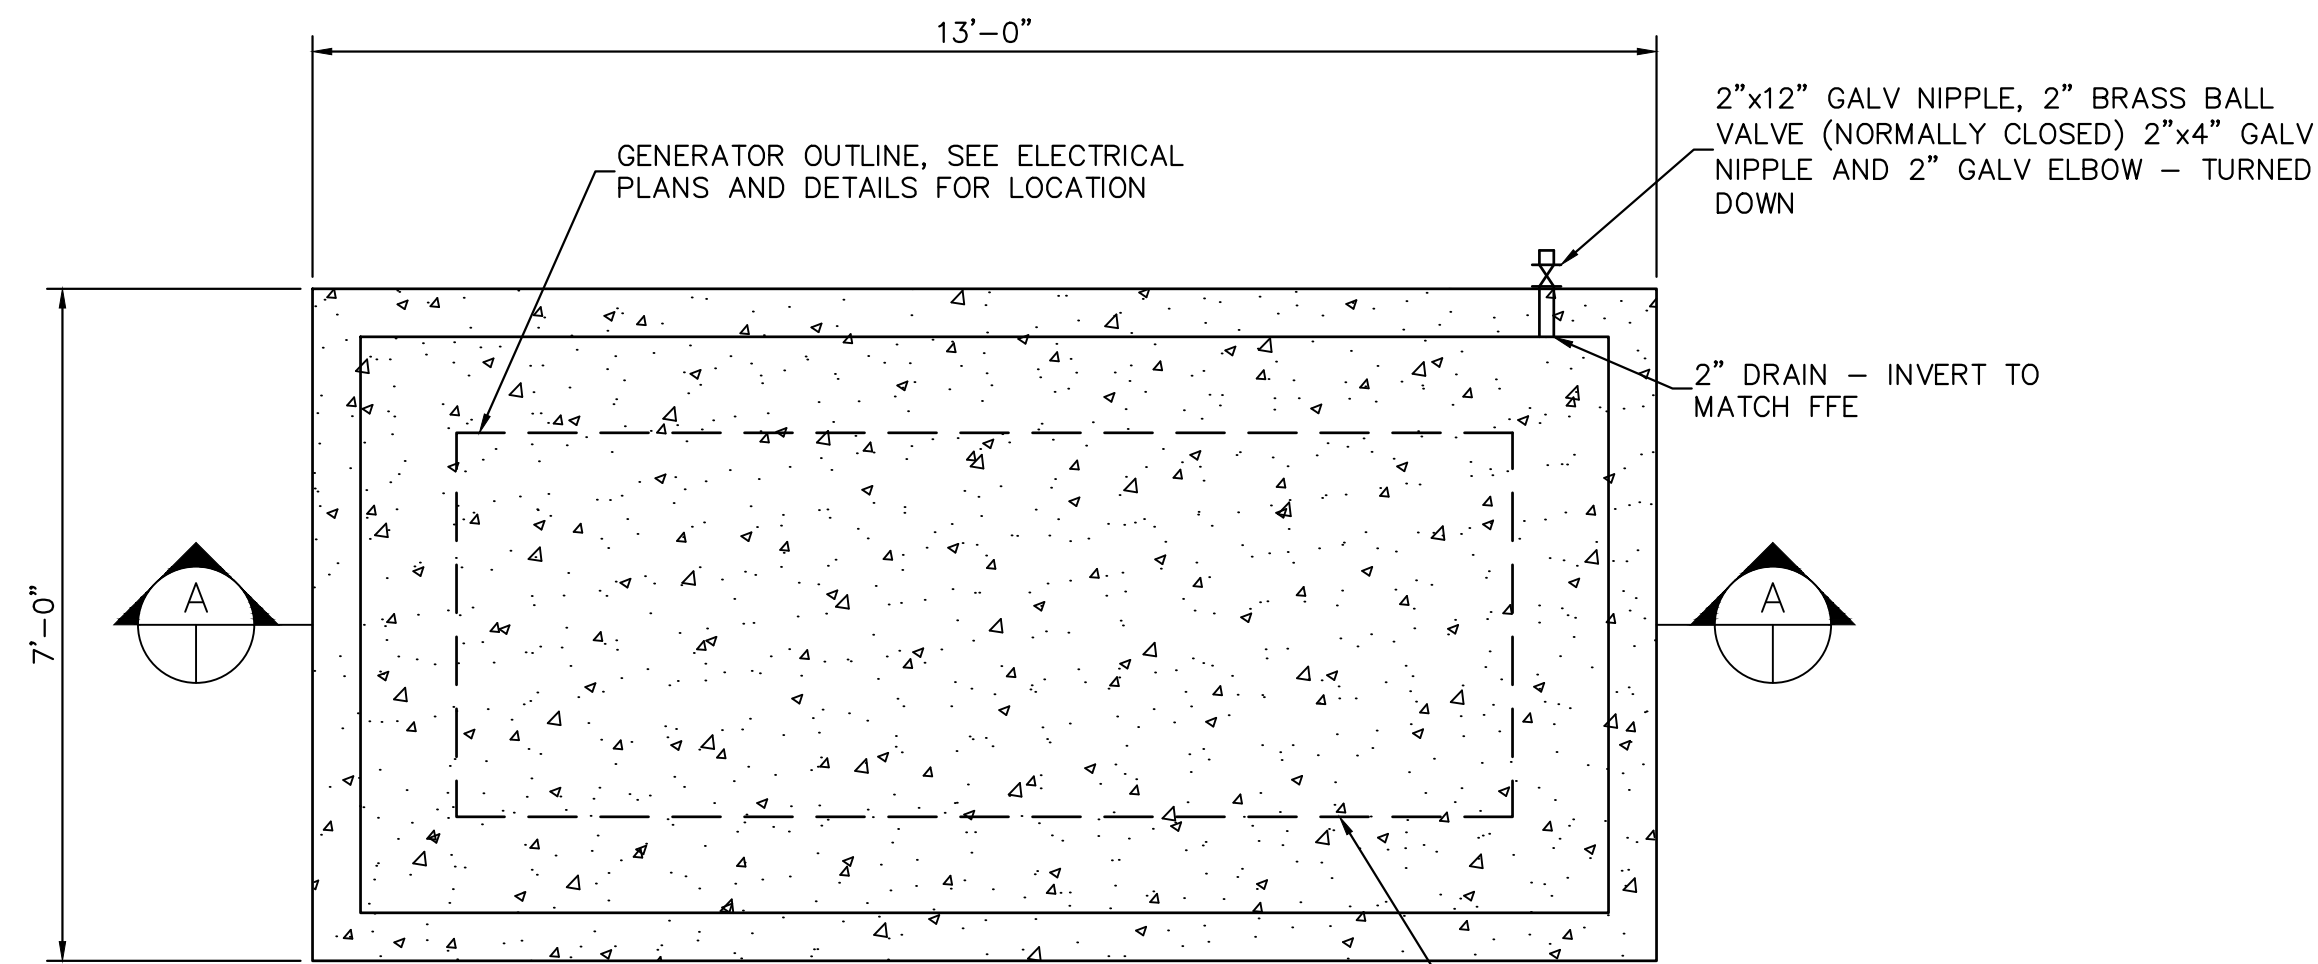 13'-0"
GENERATOR OUTLINE, SEE ELECTRICAL
PLANS AND DETAILS FOR LOCATION
2"x12" GALV NIPPLE, 2" BRASS BALL
VALVE (NORMALLY CLOSED) 2"x4" GALV
NIPPLE AND 2" GALV ELBOW – TURNED
DOWN
2" DRAIN – INVERT TO
MATCH FFE
7'-0"
A
A